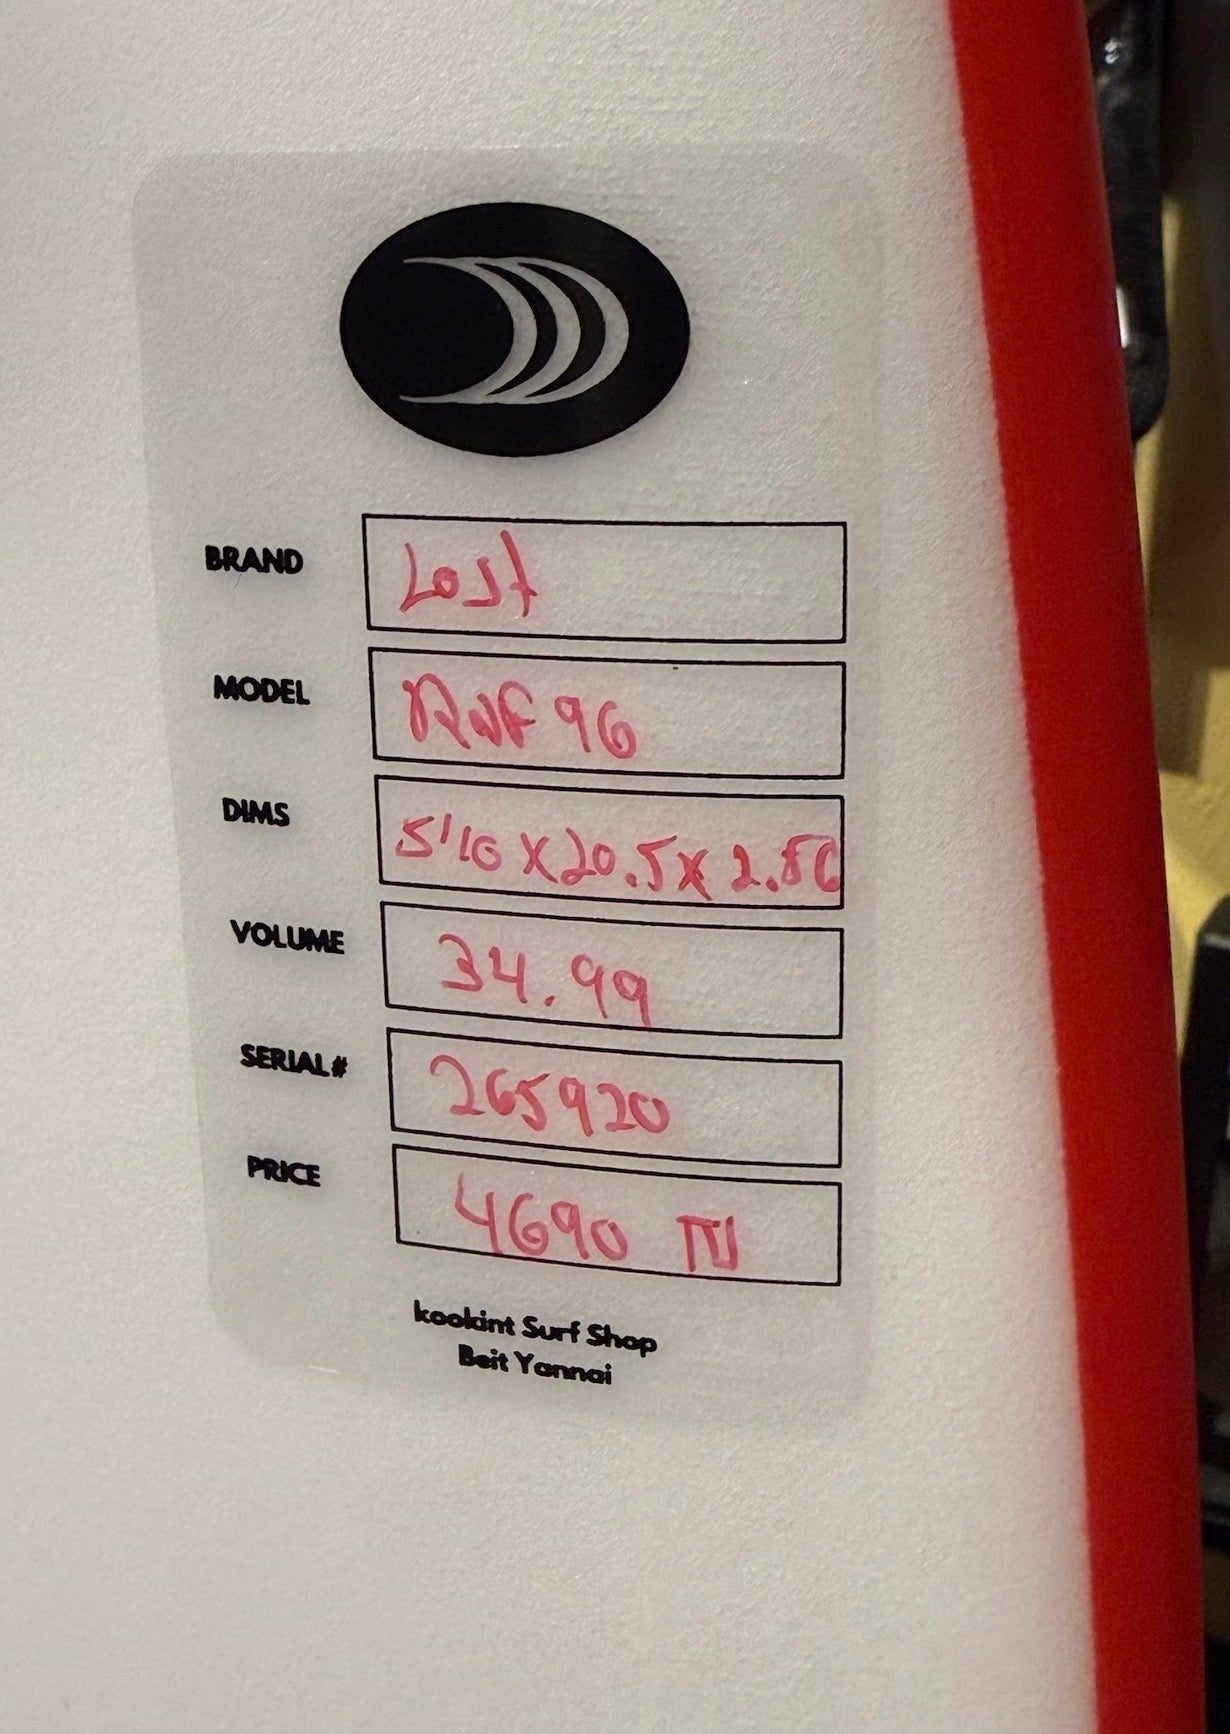 BRAND Lost
MODEL RNF 96
DIMS 5'10 X 20.5 X 2.56
VOLUME 34.99
SERIAL# 265920
PRICE 4690 ₪
kookint Surf Shop
Beit Yannai